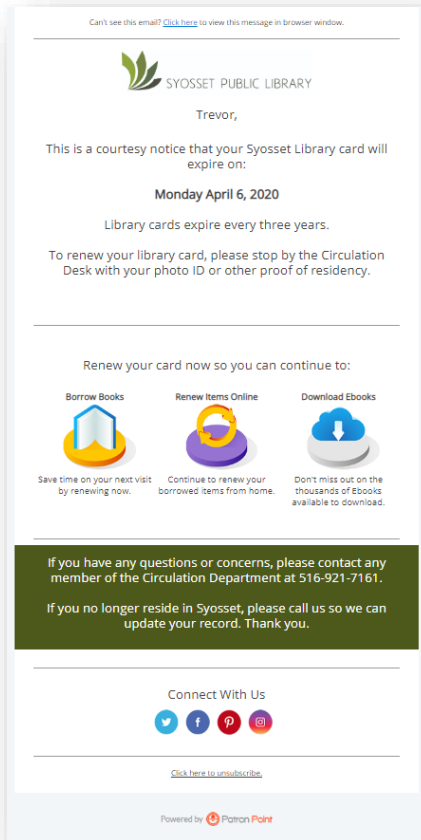 Can't see this email? Click here to view this message in browser window.
SYOSSET PUBLIC LIBRARY
Trevor,
This is a courtesy notice that your Syosset Library card will
expire on:
Monday April 6, 2020
Library cards expire every three years.
To renew your library card, please stop by the Circulation
Desk with your photo ID or other proof of residency.
Renew your card now so you can continue to:
Borrow Books
Save time on your next visit
by renewing now.
Renew Items Online
Continue to renew your
borrowed items from home.
Download Ebooks
Don't miss out on the
thousands of Ebooks
available to download.
If you have any questions or concerns, please contact any
member of the Circulation Department at 516-921-7161.
If you no longer reside in Syosset, please call us so we can
update your record. Thank you.
Connect With Us
Click here to unsubscribe.
Powered by Patron Point